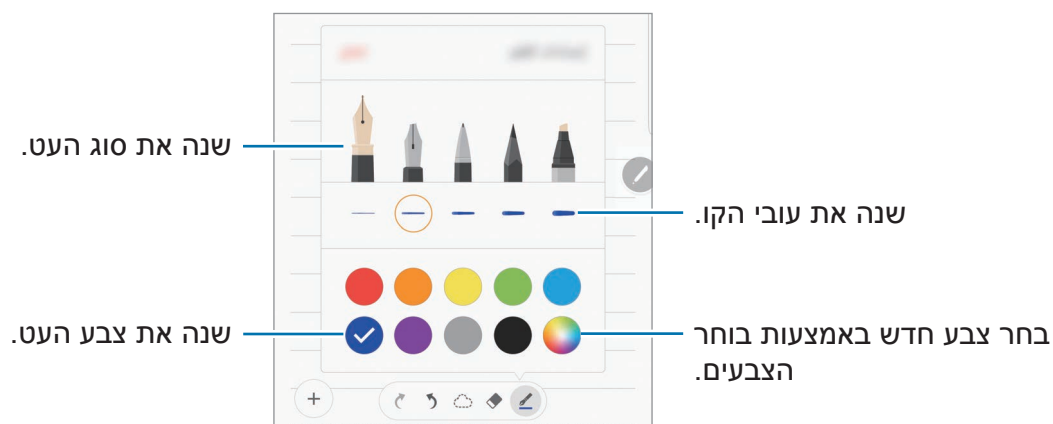 שנה את סוג העט.
שנה את עובי הקו.
שנה את צבע העט.
בחר צבע חדש באמצעות בוחר
הצבעים.